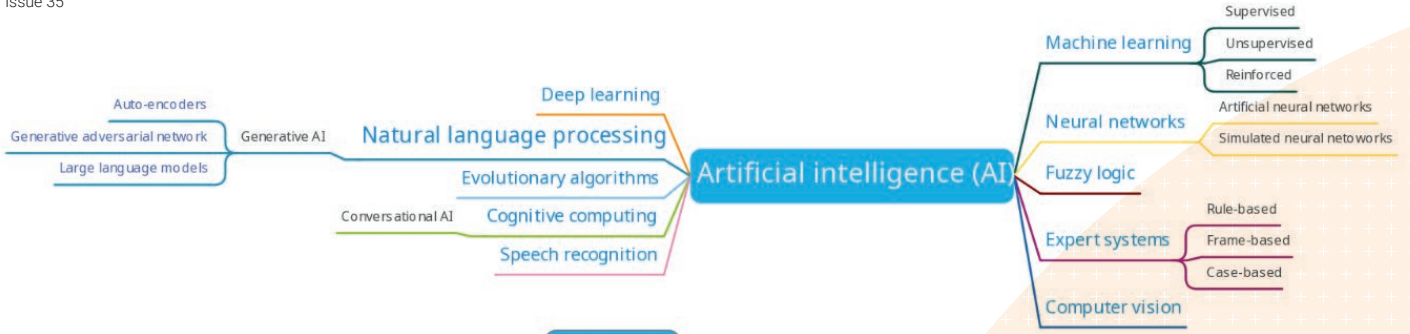 Issue 35
Auto-encoders
Generative adversarial network
Large language models
Generative AI
Deep learning
Natural language processing
Evolutionary algorithms
Conversational AI
Cognitive computing
Speech recognition
Artificial intelligence (AI)
Machine learning
Supervised
Unsupervised
Reinforced
Neural networks
Artificial neural networks
Simulated neural netoworks
Fuzzy logic
Expert systems
Rule-based
Frame-based
Case-based
Computer vision